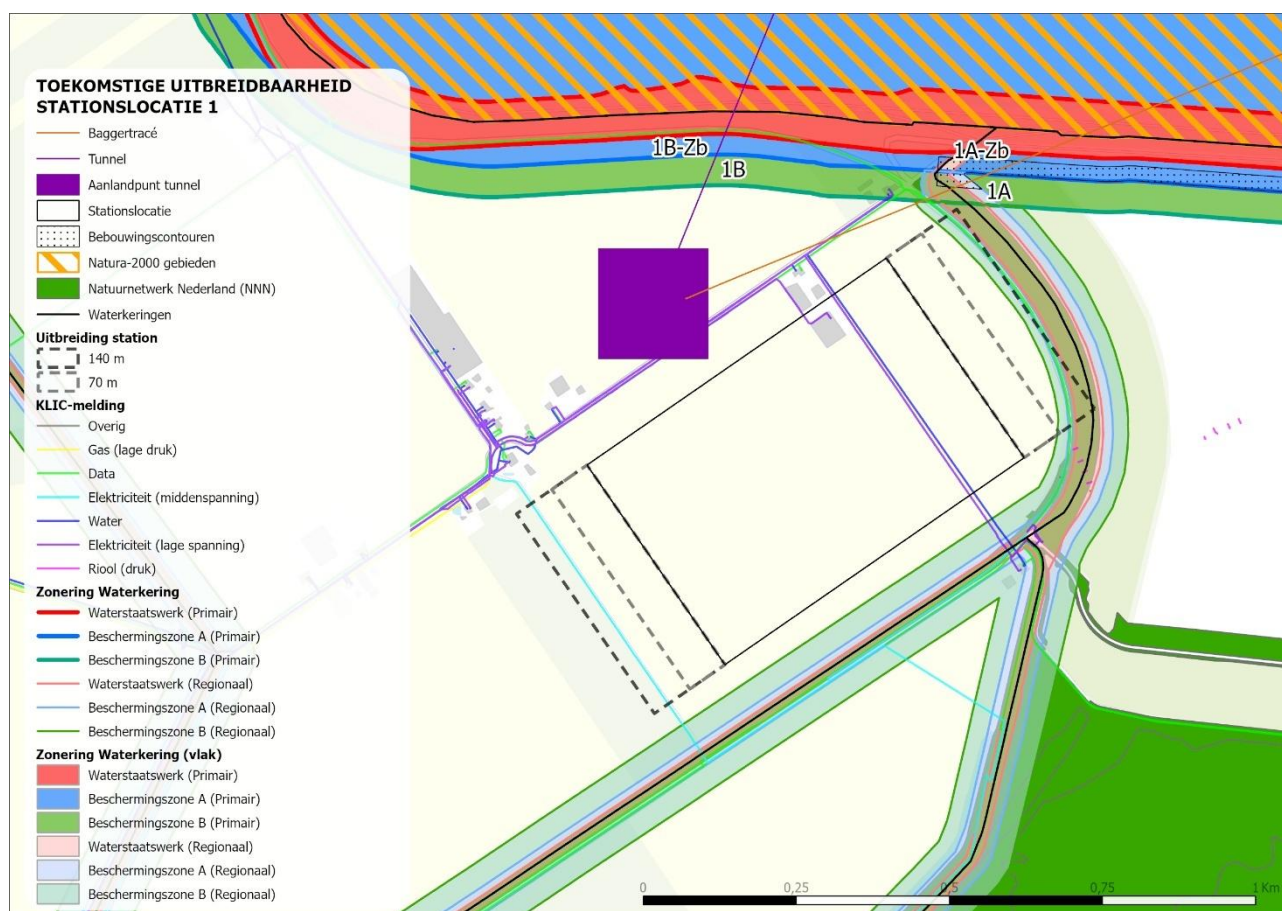 TOEKOMSTIGE UITBREIDBAARHEID
STATIONSLOCATIE 1
Baggertracé
Tunnel
Aanlandpunt tunnel
Stationslocatie
Bebouwingscontouren
Natura-2000 gebieden
Natuurnetwerk Nederland (NNN)
Waterkeringen
Uitbreiding station
140 m
70 m
KLIC-melding
Overig
Gas (lage druk)
Data
Elektriciteit (middenspanning)
Water
Elektriciteit (lage spanning)
Riool (druk)
Zonering Waterkering
Waterstaatswerk (Primair)
Beschermingszone A (Primair)
Beschermingszone B (Primair)
Waterstaatswerk (Regionaal)
Beschermingszone A (Regionaal)
Beschermingszone B (Regionaal)
Zonering Waterkering (vlak)
Waterstaatswerk (Primair)
Beschermingszone A (Primair)
Beschermingszone B (Primair)
Waterstaatswerk (Regionaal)
Beschermingszone A (Regionaal)
Beschermingszone B (Regionaal)
1B-Zb
1B
1A-Zb
1A
0 0,25 0,5 0,75 1 Km